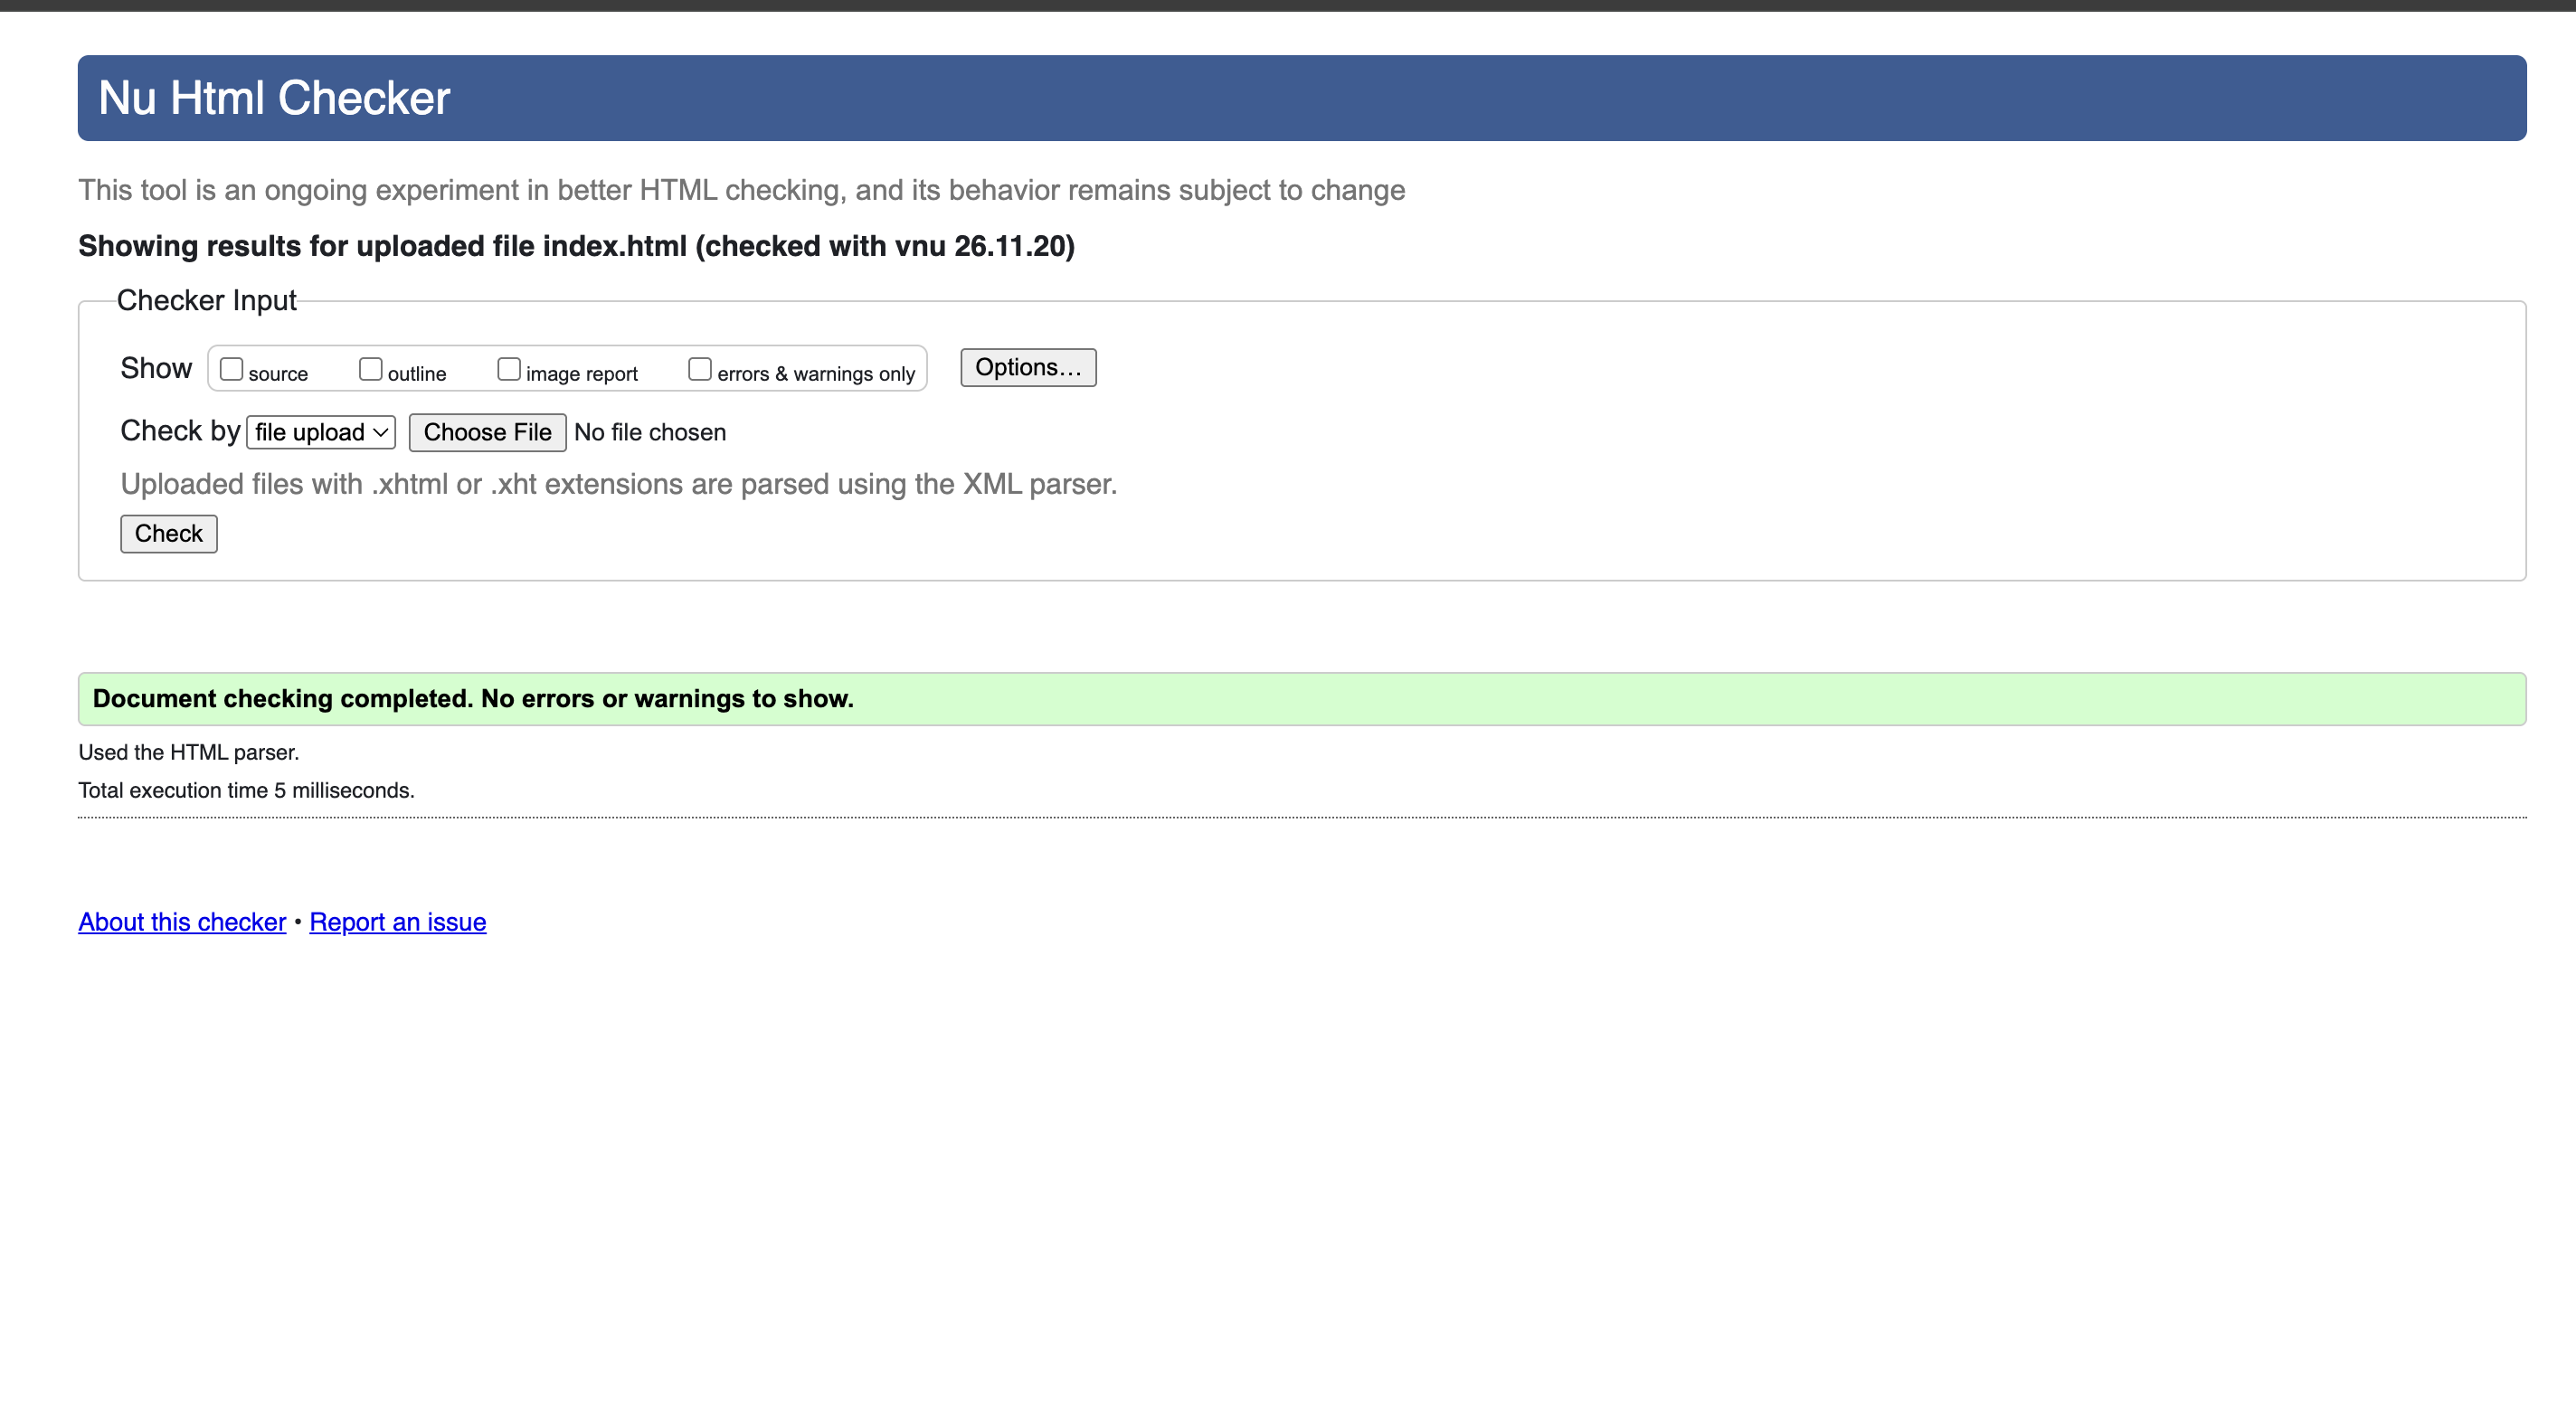 Nu Html Checker
This tool is an ongoing experiment in better HTML checking, and its behavior remains subject to change
Showing results for uploaded file index.html (checked with vnu 26.11.20)
Checker Input
Show source outline image report errors & warnings only Options…
Check by file upload Choose File No file chosen
Uploaded files with .xhtml or .xht extensions are parsed using the XML parser.
Check
Document checking completed. No errors or warnings to show.
Used the HTML parser.
Total execution time 5 milliseconds.
About this checker • Report an issue